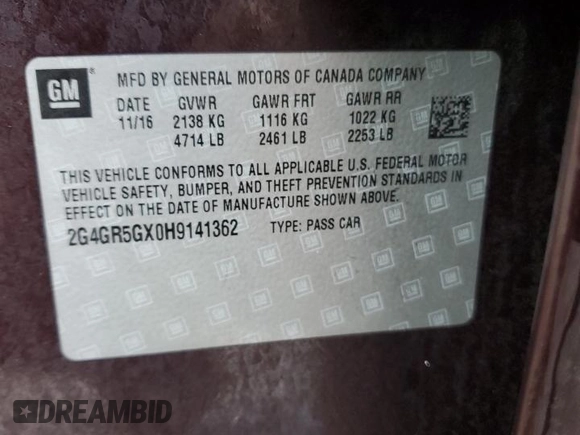 GM ® MFD BY GENERAL MOTORS OF CANADA COMPANY
DATE GVWR GAWR FRT GAWR RR
11/16 2138 KG 1116 KG 1022 KG
4714 LB 2461 LB 2253 LB
THIS VEHICLE CONFORMS TO ALL APPLICABLE U.S. FEDERAL MOTOR
VEHICLE SAFETY, BUMPER, AND THEFT PREVENTION STANDARDS IN
EFFECT ON THE DATE OF MANUFACTURE SHOWN ABOVE.
2G4GR5GX0H9141362 TYPE: PASS CAR
DREAMBID